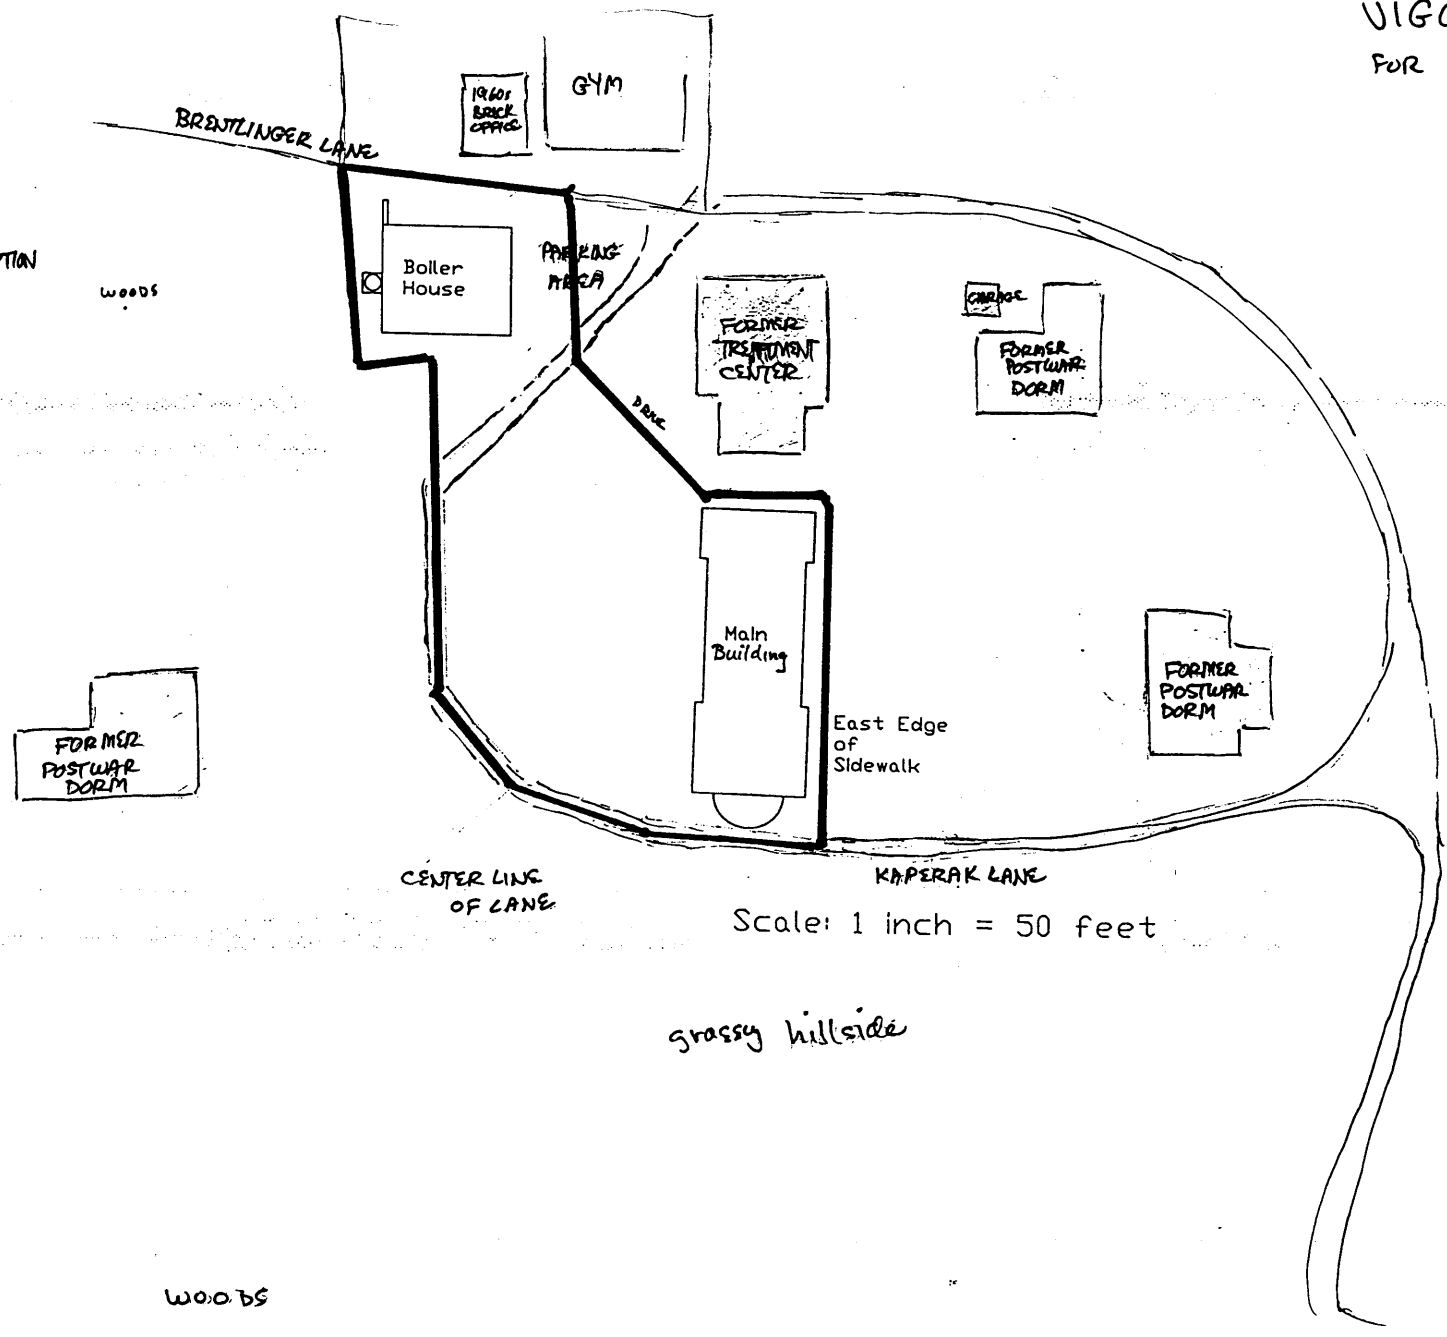 VIGO
FOR
GYM
1960s
BRICK
OFFICE
BRENTLINGER LANE
PARKING
AREA
TION
WOODS
Boiler
House
GARAGE
FORMER
TREATMENT
CENTER
FORMER
POSTWAR
DORM
DRIVE
Main
Building
FORMER
POSTWAR
DORM
East Edge
of
Sidewalk
FORMER
POSTWAR
DORM
CENTER LINE
OF LANE
KAPERAK LANE
Scale: 1 inch = 50 feet
grassy hillside
WOODS